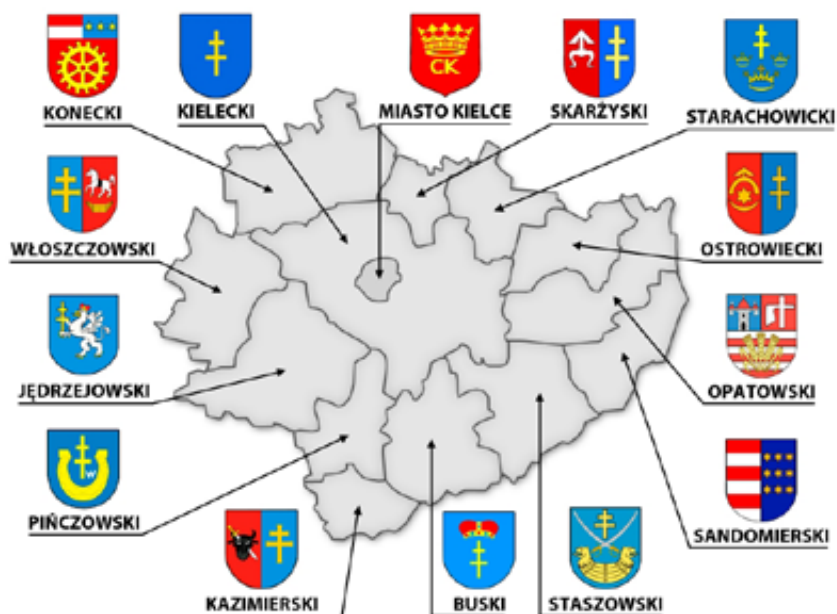 CK
KONECKI
KIELECKI
MIASTO KIELCE
SKARŻYSKI
STARACHOWICKI
WŁOSZCZOWSKI
OSTROWIECKI
JĘDRZEJOWSKI
OPATOWSKI
W
PIŃCZOWSKI
SANDOMIERSKI
KAZIMIERSKI
BUSKI
STASZOWSKI